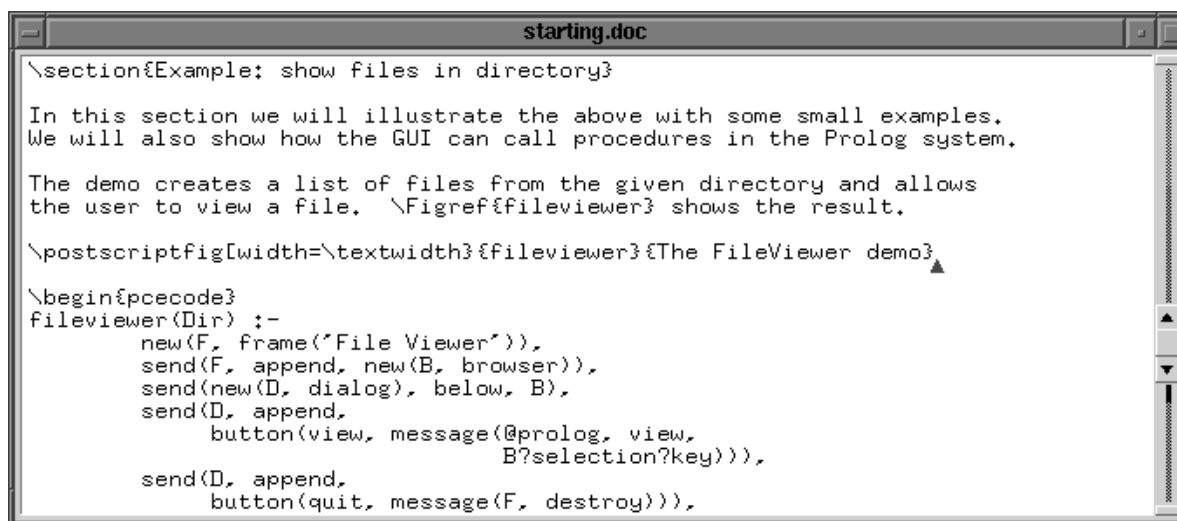 starting.doc
\section{Example: show files in directory}
In this section we will illustrate the above with some small examples.
We will also show how the GUI can call procedures in the Prolog system.
The demo creates a list of files from the given directory and allows
the user to view a file.  \Figref{fileviewer} shows the result.
\postscriptfig[width=\textwidth}{fileviewer}{The FileViewer demo}
\begin{pcecode}
fileviewer(Dir) :-
        new(F, frame('File Viewer')),
        send(F, append, new(B, browser)),
        send(new(D, dialog), below, B),
        send(D, append,
             button(view, message(@prolog, view,
                                  B?selection?key))),
        send(D, append,
             button(quit, message(F, destroy))),